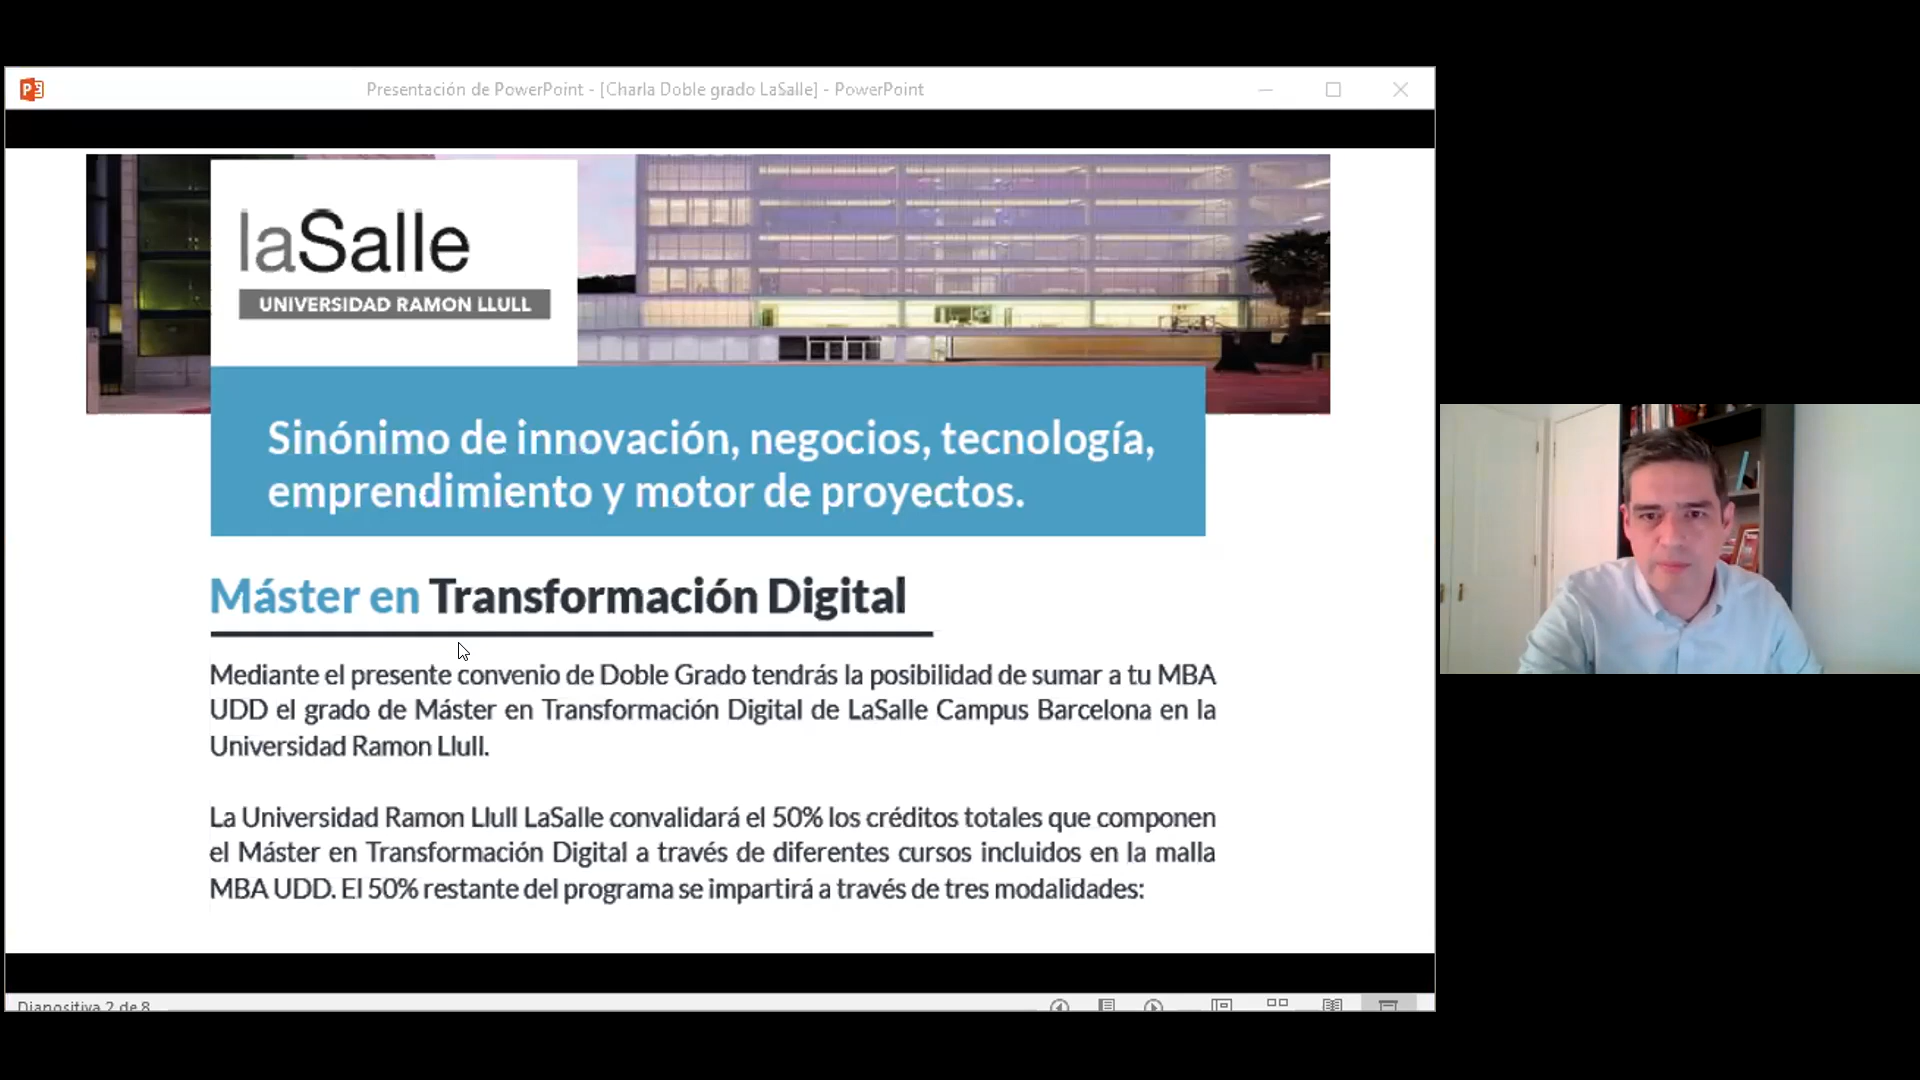 Presentación de PowerPoint - [Charla Doble grado LaSalle] - PowerPoint
laSalle
UNIVERSIDAD RAMON LLULL
Sinónimo de innovación, negocios, tecnología,
emprendimiento y motor de proyectos.
Máster en Transformación Digital
Mediante el presente convenio de Doble Grado tendrás la posibilidad de sumar a tu MBA
UDD el grado de Máster en Transformación Digital de LaSalle Campus Barcelona en la
Universidad Ramon Llull.
La Universidad Ramon Llull LaSalle convalidará el 50% los créditos totales que componen
el Máster en Transformación Digital a través de diferentes cursos incluidos en la malla
MBA UDD. El 50% restante del programa se impartirá a través de tres modalidades:
Diapositiva 2 de 8